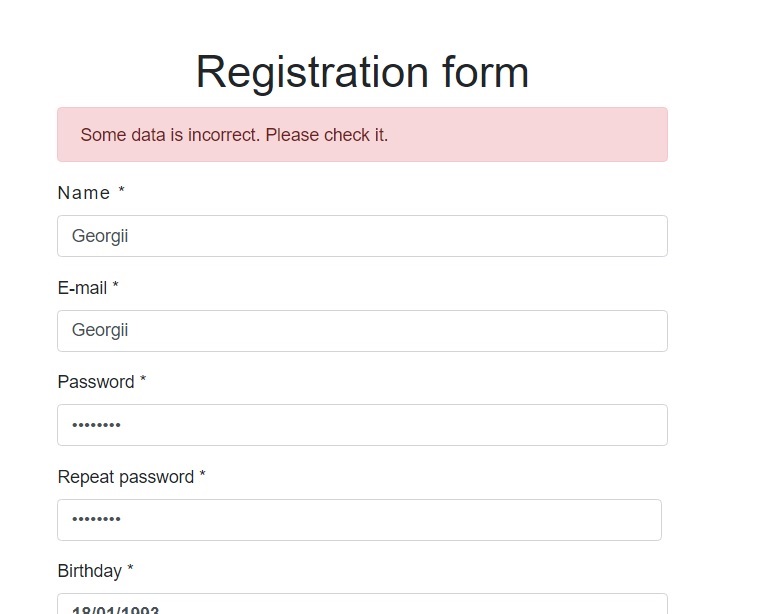 Registration form
Some data is incorrect. Please check it.
Name *
Georgii
E-mail *
Georgii
Password *
••••••••
Repeat password *
••••••••
Birthday *
18/01/1993